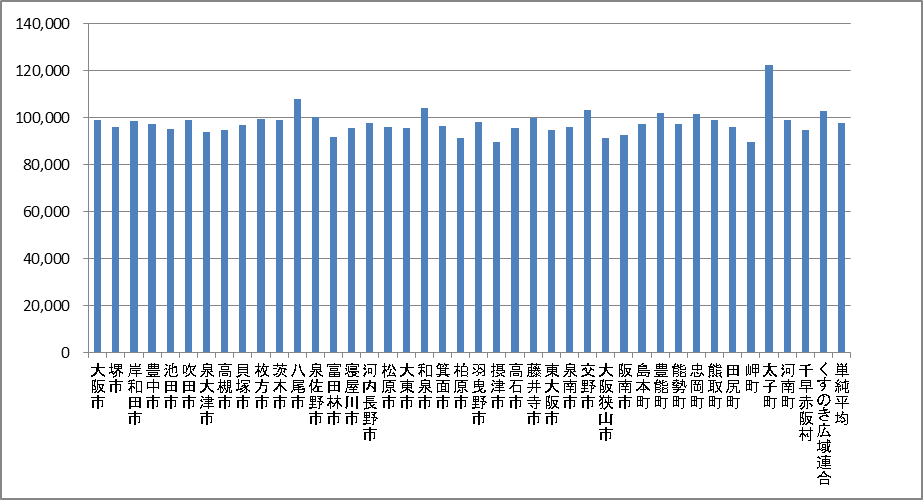 140,000
120,000
100,000
80,000
60,000
40,000
20,000
0
大阪市
堺市
岸和田市
豊中市
池田市
吹田市
泉大津市
高槻市
貝塚市
枚方市
茨木市
八尾市
泉佐野市
富田林市
寝屋川市
河内長野市
松原市
大東市
和泉市
箕面市
柏原市
羽曳野市
摂津市
高石市
藤井寺市
東大阪市
泉南市
交野市
大阪狭山市
阪南市
島本町
豊能町
能勢町
忠岡町
熊取町
田尻町
岬町
太子町
河南町
千早赤阪村
くすのき広域連合
単純平均